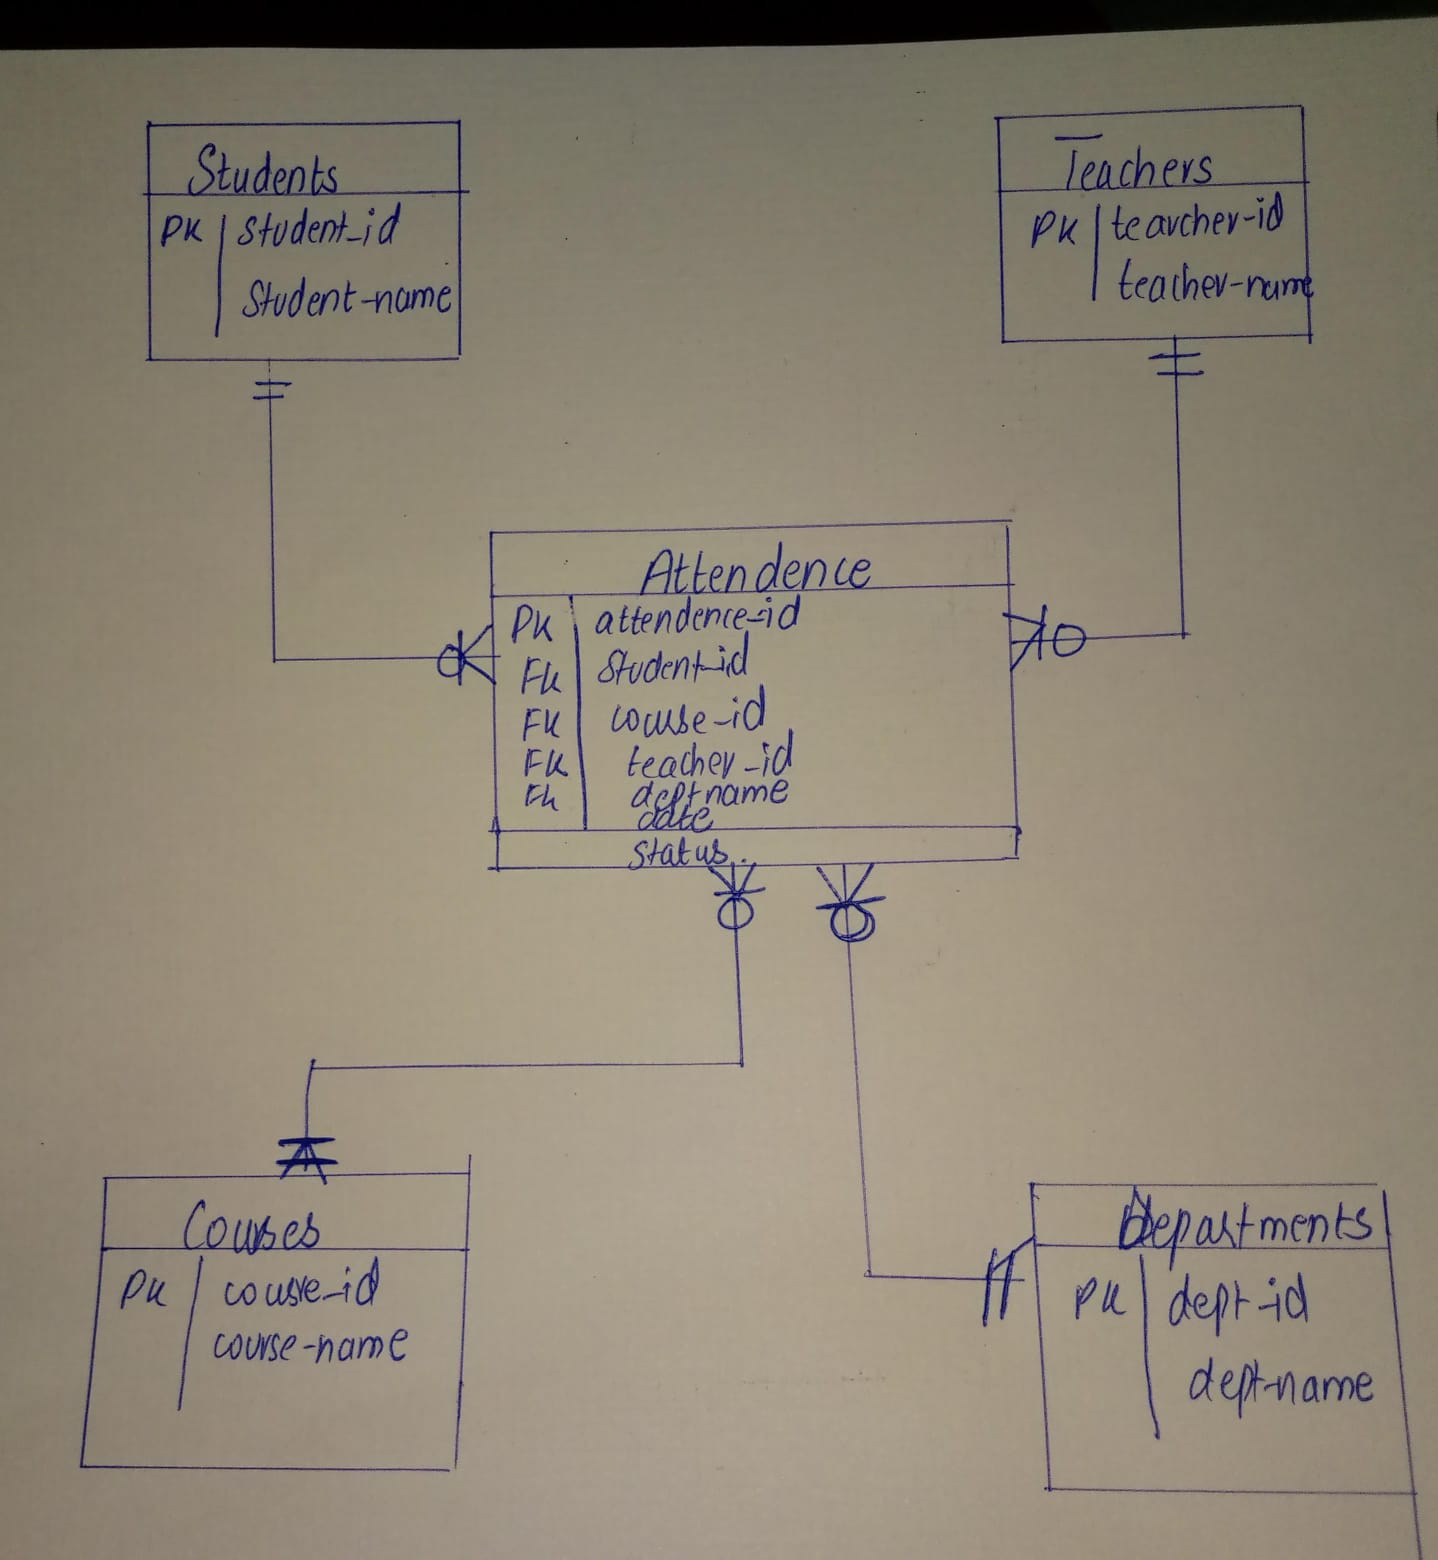 Students
PK student_id
student-name
Teachers
PK tearcher-id
teacher-name
Attendence
PK attendence-id
FK student-id
FK course-id
FK teacher-id
FK deptname
date
status.
Courses
PK course-id
course-name
Departments
PK dept-id
dept-name